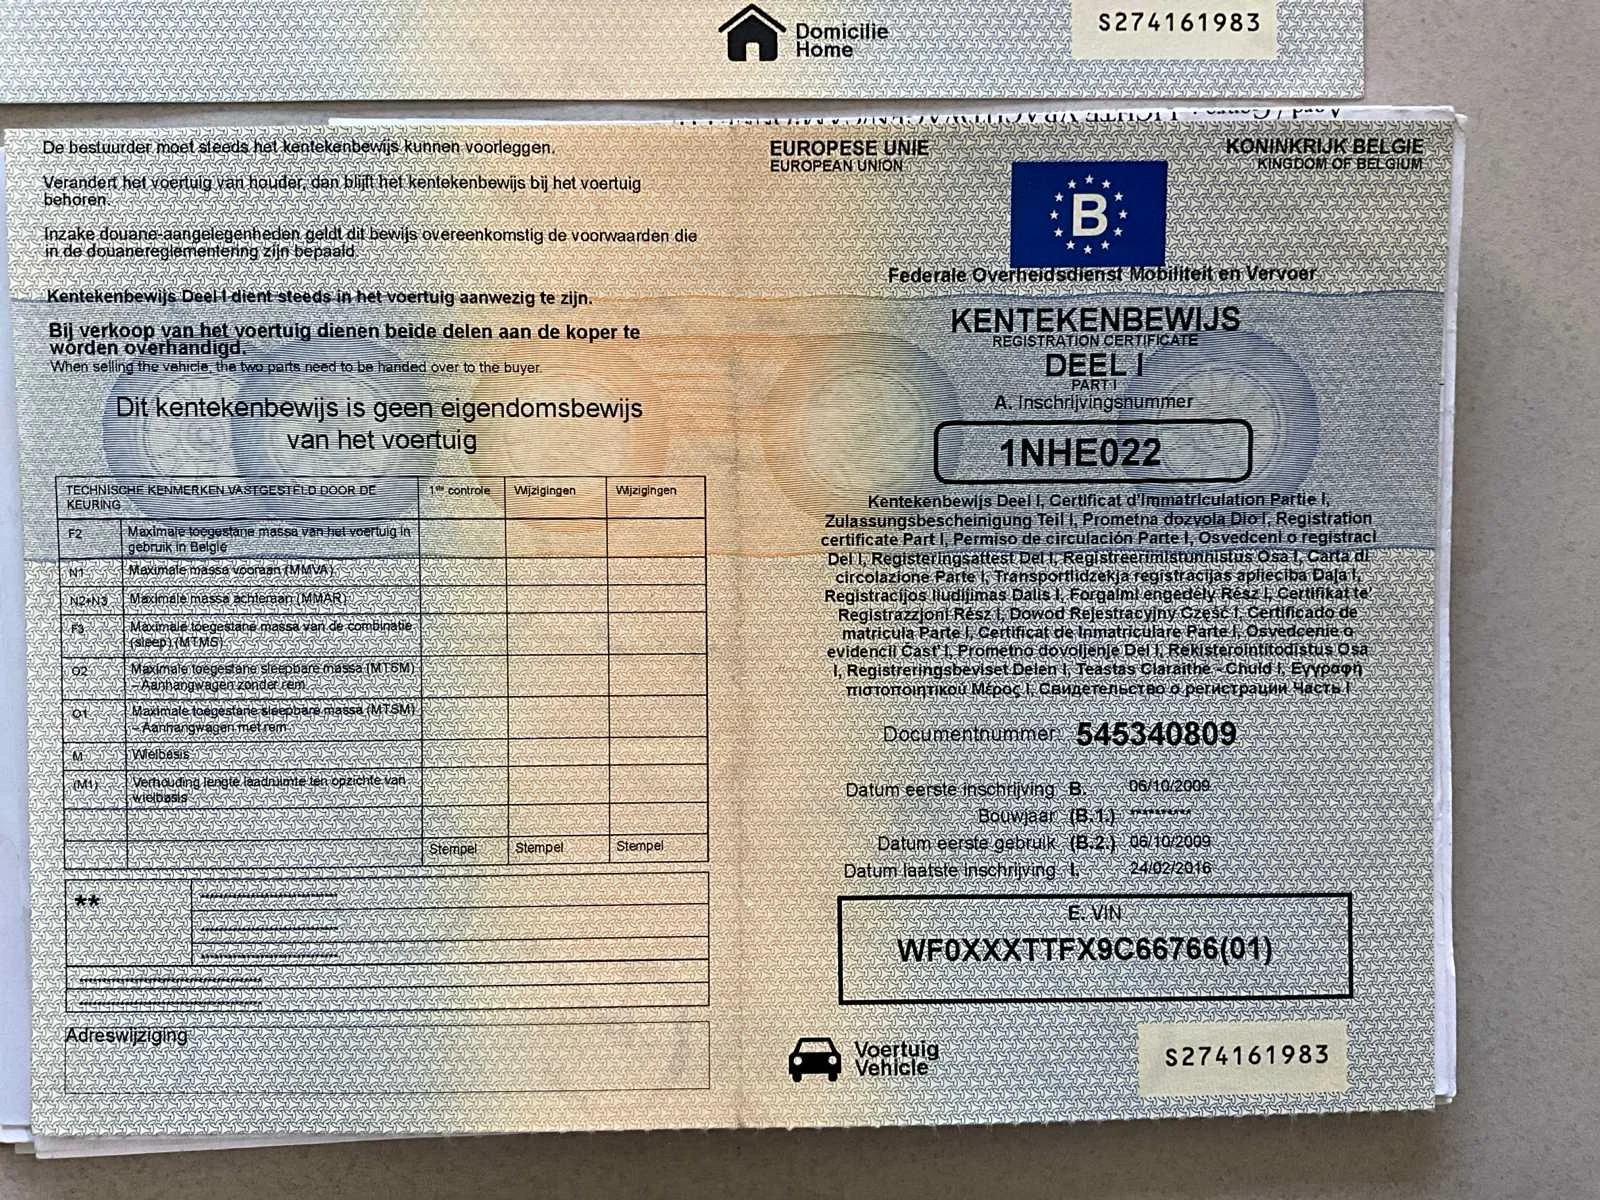 Domicilie
Home
S274161983
De bestuurder moet steeds het kentekenbewijs kunnen voorleggen.
Verandert het voertuig van houder, dan blijft het kentekenbewijs bij het voertuig
behoren.
Inzake douane-aangelegenheden geldt dit bewijs overeenkomstig de voorwaarden die
in de douanereglementering zijn bepaald.
Kentekenbewijs Deel I dient steeds in het voertuig aanwezig te zijn.
Bij verkoop van het voertuig dienen beide delen aan de koper te
worden overhandigd.
When selling the vehicle, the two parts need to be handed over to the buyer.
Dit kentekenbewijs is geen eigendomsbewijs
van het voertuig
TECHNISCHE KENMERKEN VASTGESTELD DOOR DE
KEURING
1ste controle
Wijzigingen
Wijzigingen
F2 Maximale toegestane massa van het voertuig in
gebruik in België
N1 Maximale massa vooraan (MMVA)
N2+N3 Maximale massa achteraan (MMAR)
F3 Maximale toegestane massa van de combinatie
(sleep) (MTMS)
O2 Maximale toegestane sleepbare massa (MTSM)
– Aanhangwagen zonder rem
O1 Maximale toegestane sleepbare massa (MTSM)
– Aanhangwagen met rem
M Wielbasis
(M1) Verhouding lengte laadruimte ten opzichte van
wielbasis
Stempel Stempel Stempel
**
Adreswijziging
EUROPESE UNIE
EUROPEAN UNION
KONINKRIJK BELGIE
KINGDOM OF BELGIUM
B
Federale Overheidsdienst Mobiliteit en Vervoer
KENTEKENBEWIJS
REGISTRATION CERTIFICATE
DEEL I
PART I
A. Inschrijvingsnummer
1NHE022
Kentekenbewijs Deel I, Certificat d'Immatriculation Partie I,
Zulassungsbescheinigung Teil I, Prometna dozvola Dio I, Registration
certificate Part I, Permiso de circulación Parte I, Osvedceni o registraci
Del I, Registeringsattest Del I, Registreerimistunnistus Osa I, Carta di
circolazione Parte I, Transportlidzekja registracijas aplieciba Daļa I,
Registracijos liudijimas Dalis I, Forgalmi engedély Rész I, Certifikat te'
Registrazzjoni Rész I, Dowod Rejestracyjny Część I, Certificado de
matricula Parte I, Certificat de Inmatriculare Parte I, Osvedcenie o
evidencii Cast' I, Prometno dovoljenje Del I, Rekisterointitodistus Osa
I, Registreringsbeviset Delen I, Teastas Claraithe - Chuid I, Εγγραφή
πιστοποιητικού Μέρος I, Свидетельство о регистрации Часть I
Documentnummer: 545340809
Datum eerste inschrijving B. 06/10/2009
Bouwjaar (B.1.) **********
Datum eerste gebruik (B.2.) 06/10/2009
Datum laatste inschrijving I. 24/02/2016
E. VIN
WF0XXXTTFX9C66766(01)
Voertuig
Vehicle
S274161983